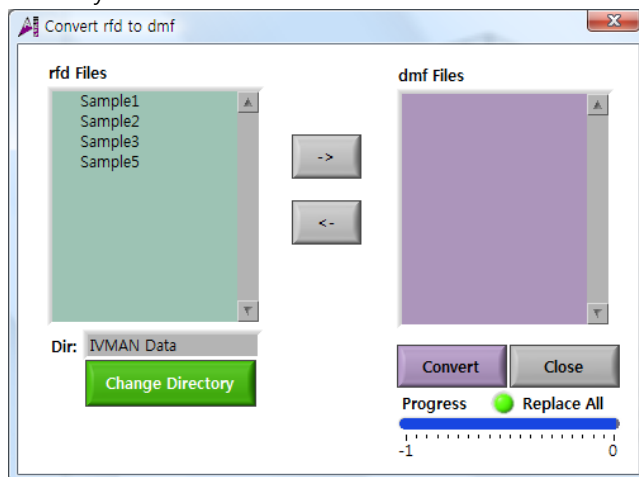 Convert rfd to dmf
rfd Files
Sample1
Sample2
Sample3
Sample5
Dir: IVMAN Data
Change Directory
->
<-
dmf Files
Convert Close
Progress Replace All
-1 0